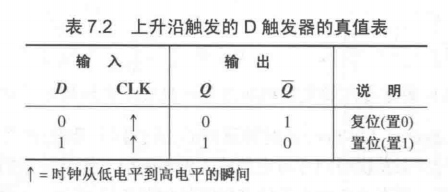 表 7.2 上升沿触发的 D 触发器的真值表
输 入 输 出
D CLK Q Q̅ 说 明
0 ↑ 0 1 复位(置0)
1 ↑ 1 0 置位(置1)
↑ = 时钟从低电平到高电平的瞬间